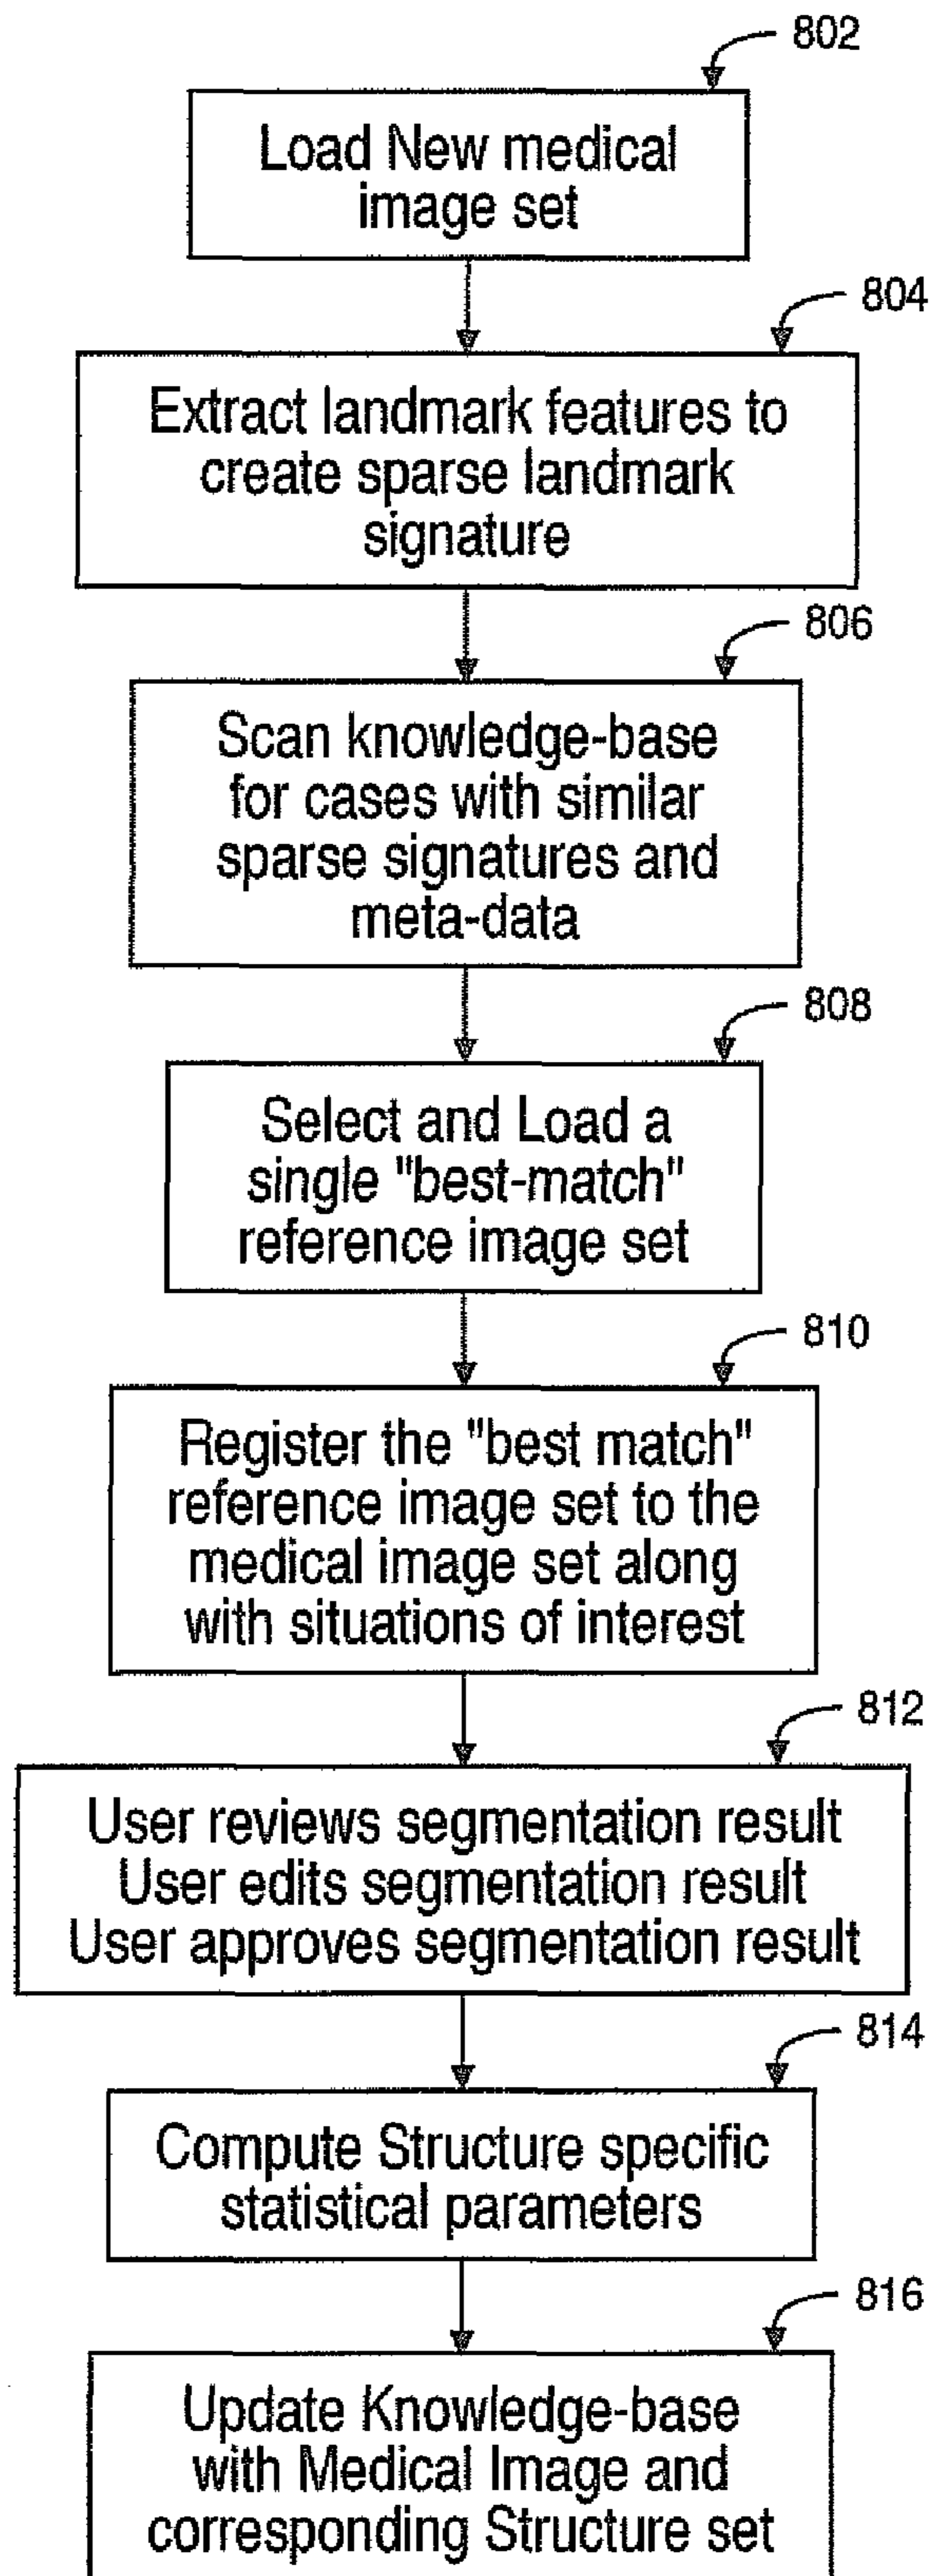 802
Load New medical
image set
804
Extract landmark features to
create sparse landmark
signature
806
Scan knowledge-base
for cases with similar
sparse signatures and
meta-data
808
Select and Load a
single "best-match"
reference image set
810
Register the "best match"
reference image set to the
medical image set along
with situations of interest
812
User reviews segmentation result
User edits segmentation result
User approves segmentation result
814
Compute Structure specific
statistical parameters
816
Update Knowledge-base
with Medical Image and
corresponding Structure set